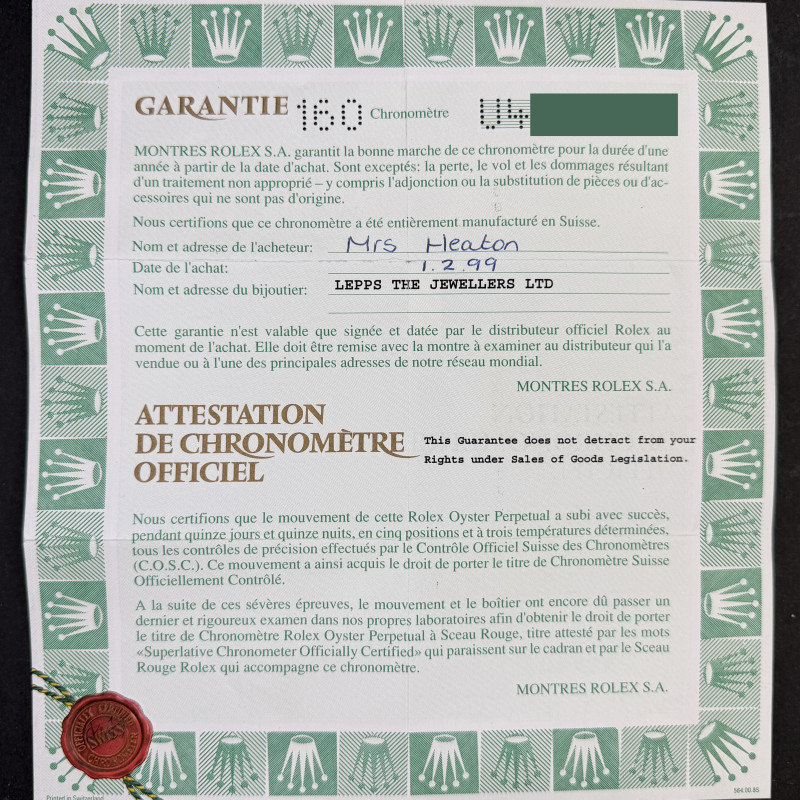 GARANTIE 160 Chronomètre U4
MONTRES ROLEX S.A. garantit la bonne marche de ce chronomètre pour la durée d'une
année à partir de la date d'achat. Sont exceptés: la perte, le vol et les dommages résultant
d'un traitement non approprié – y compris l'adjonction ou la substitution de pièces ou d'ac-
cessoires qui ne sont pas d'origine.
Nous certifions que ce chronomètre a été entièrement manufacturé en Suisse.
Nom et adresse de l'acheteur: Mrs Heaton
Date de l'achat: 1.2.99
Nom et adresse du bijoutier: LEPPS THE JEWELLERS LTD
Cette garantie n'est valable que signée et datée par le distributeur officiel Rolex au
moment de l'achat. Elle doit être remise avec la montre à examiner au distributeur qui l'a
vendue ou à l'une des principales adresses de notre réseau mondial.
MONTRES ROLEX S.A.
ATTESTATION
DE CHRONOMÈTRE
OFFICIEL
This Guarantee does not detract from your
Rights under Sales of Goods Legislation.
Nous certifions que le mouvement de cette Rolex Oyster Perpetual a subi avec succès,
pendant quinze jours et quinze nuits, en cinq positions et à trois températures déterminées,
tous les contrôles de précision effectués par le Contrôle Officiel Suisse des Chronomètres
(C.O.S.C.). Ce mouvement a ainsi acquis le droit de porter le titre de Chronomètre Suisse
Officiellement Contrôlé.
A la suite de ces sévères épreuves, le mouvement et le boîtier ont encore dû passer un
dernier et rigoureux examen dans nos propres laboratoires afin d'obtenir le droit de porter
le titre de Chronomètre Rolex Oyster Perpetual à Sceau Rouge, titre attesté par les mots
«Superlative Chronometer Officially Certified» qui paraissent sur le cadran et par le Sceau
Rouge Rolex qui accompagne ce chronomètre.
MONTRES ROLEX S.A.
OFFICIALLY CERTIFIED
SWISS
CHRONOMETER
Printed in Switzerland
564.00.85